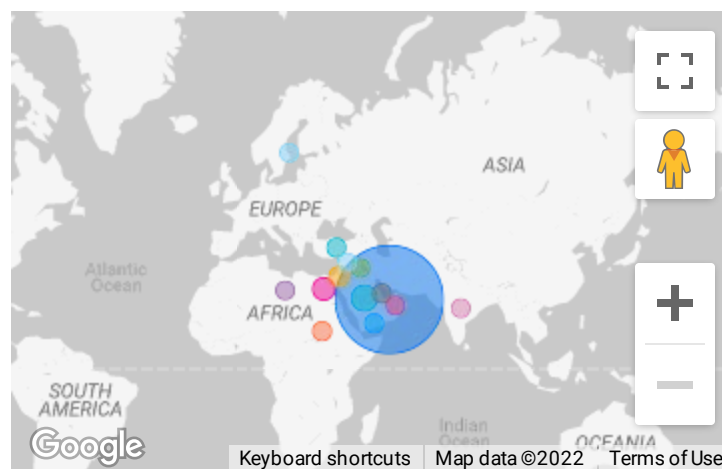 ASIA
EUROPE
Atlantic
Ocean
AFRICA
SOUTH
AMERICA
Indian
Ocean
OCEANIA
Google
Keyboard shortcuts
Map data ©2022
Terms of Use